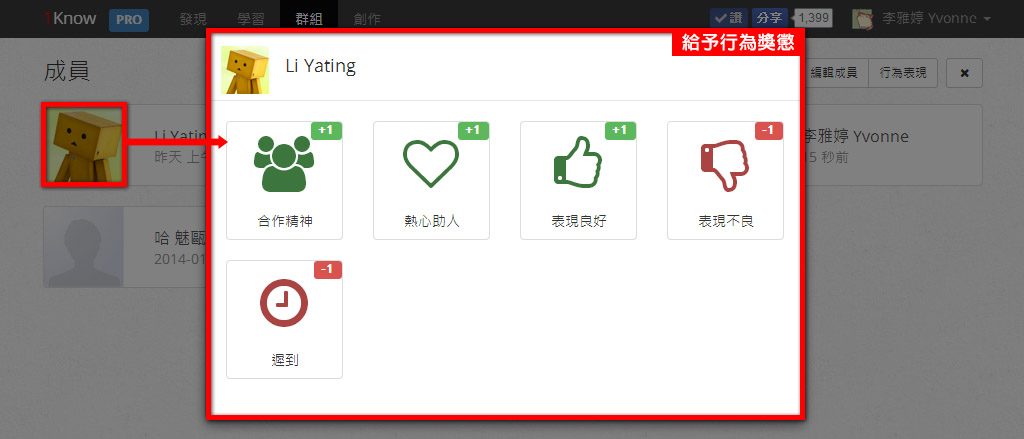 1Know PRO 發現 學習 群組 創作 讚 分享 1,399 李雅婷 Yvonne
給予行為獎懲
成員
編輯成員 行為表現
Li Yating
Li Yatin
昨天 上午
李雅婷 Yvonne
5 秒前
+1 +1 +1 -1
合作精神 熱心助人 表現良好 表現不良
哈 魅甌
2014-01
-1
遲到